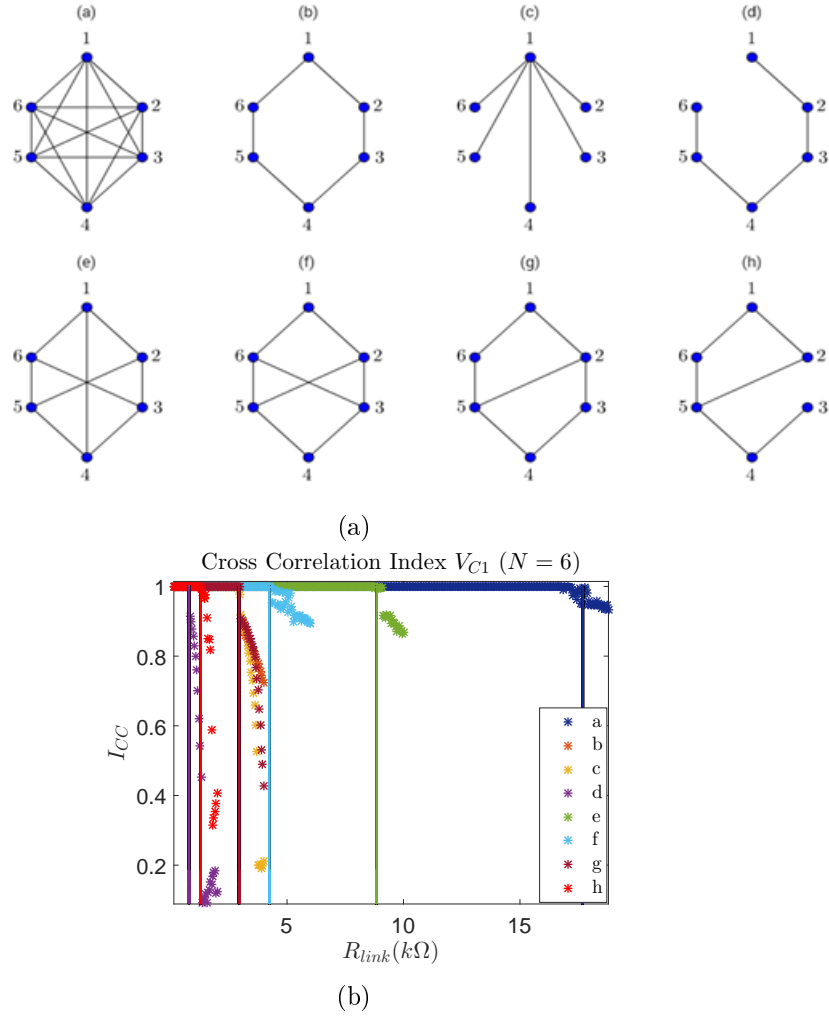 (a) (b) (c) (d)
1 1 1 1
6 2 6 2 6 2 6 2
5 3 5 3 5 3 5 3
4 4 4 4
(e) (f) (g) (h)
1 1 1 1
6 2 6 2 6 2 6 2
5 3 5 3 5 3 5 3
4 4 4 4
(a)
Cross Correlation Index V_{C1} (N = 6)
1
0.8
0.6
0.4
0.2
I_{CC}
a
b
c
d
e
f
g
h
5 10 15
R_{link}(kΩ)
(b)